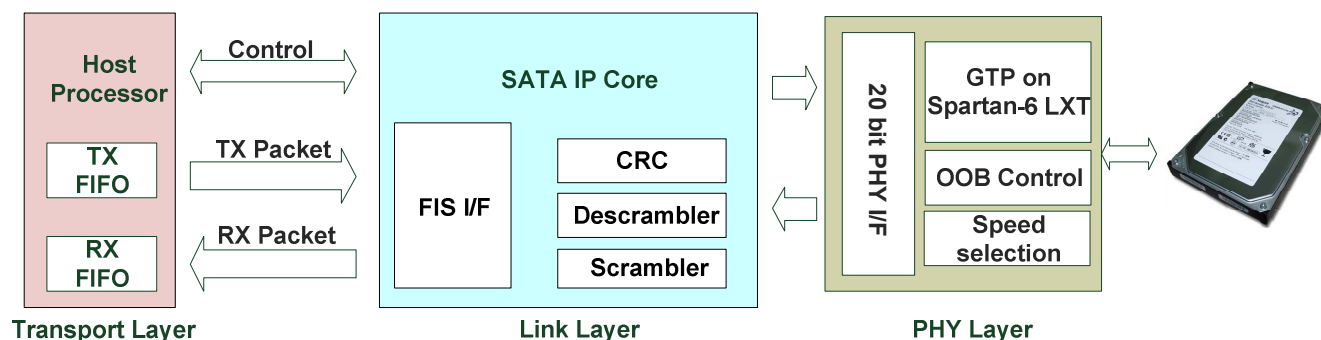 Host
Processor
TX
FIFO
RX
FIFO
Transport Layer
Control
TX Packet
RX Packet
SATA IP Core
FIS I/F
CRC
Descrambler
Scrambler
Link Layer
20 bit PHY I/F
GTP on
Spartan-6 LXT
OOB Control
Speed
selection
PHY Layer